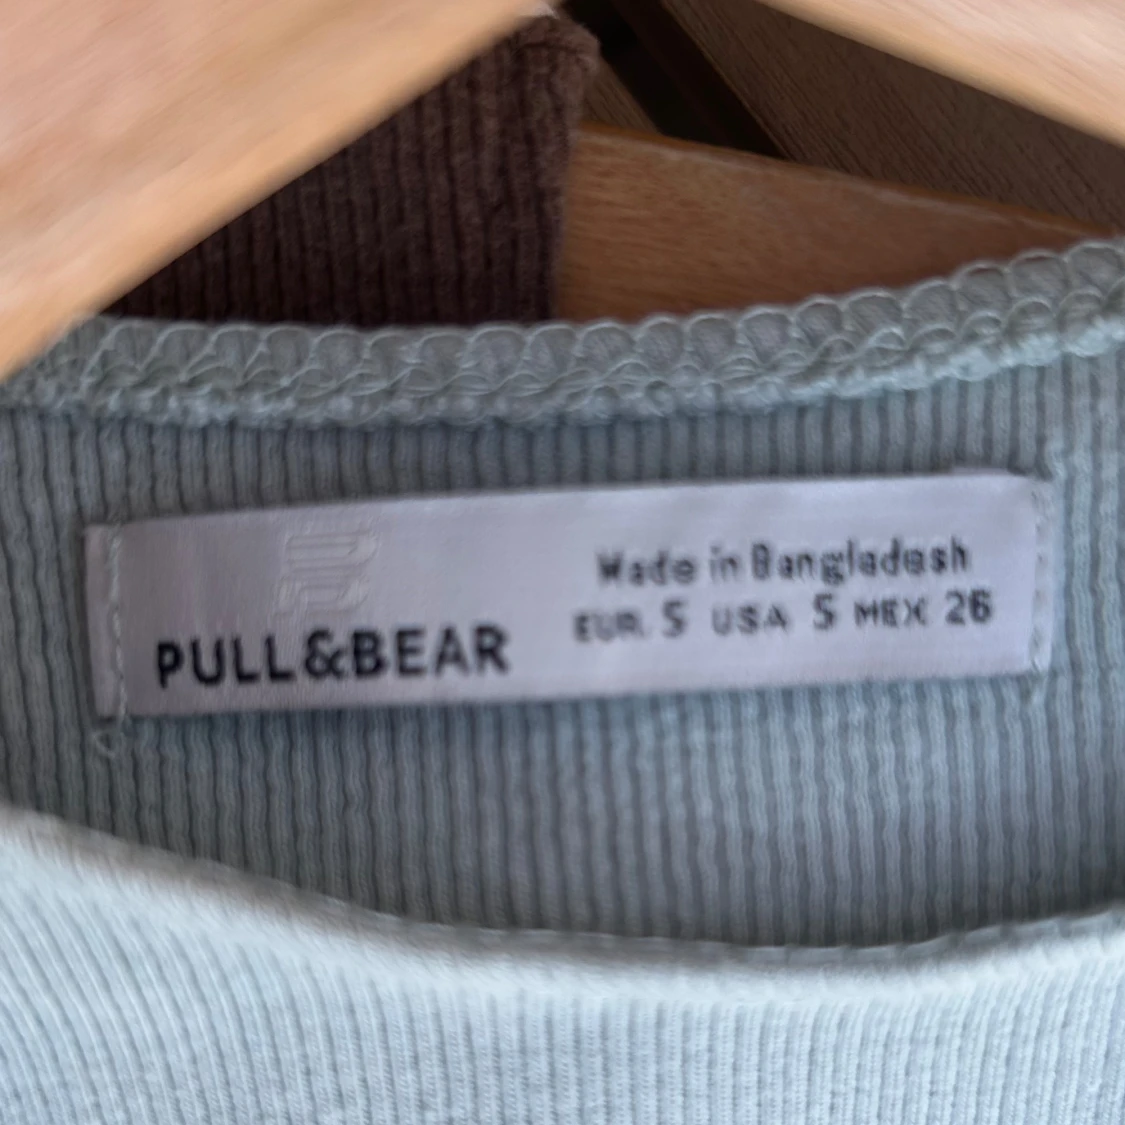 PULL&BEAR
Made in Bangladesh
EUR. S USA S MEX 26